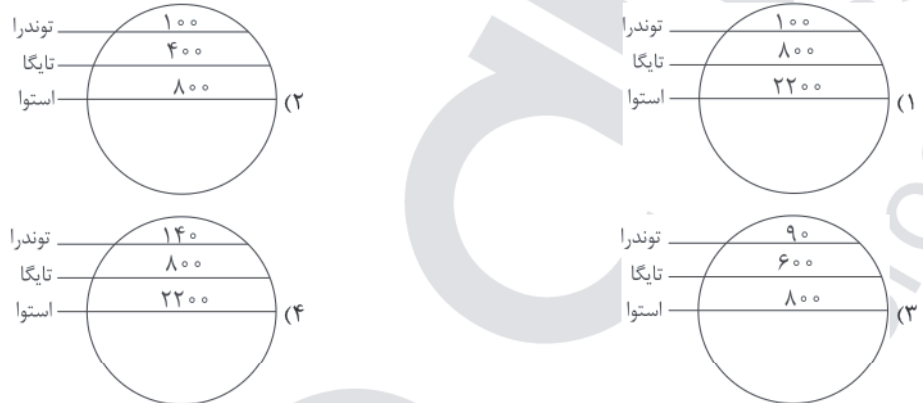 ۱) توندرا ۱۰۰
تایگا ۸۰۰
استوا ۲۲۰۰
۲) توندرا ۱۰۰
تایگا ۴۰۰
استوا ۸۰۰
۳) توندرا ۹۰
تایگا ۶۰۰
استوا ۸۰۰
۴) توندرا ۱۴۰
تایگا ۸۰۰
استوا ۲۲۰۰